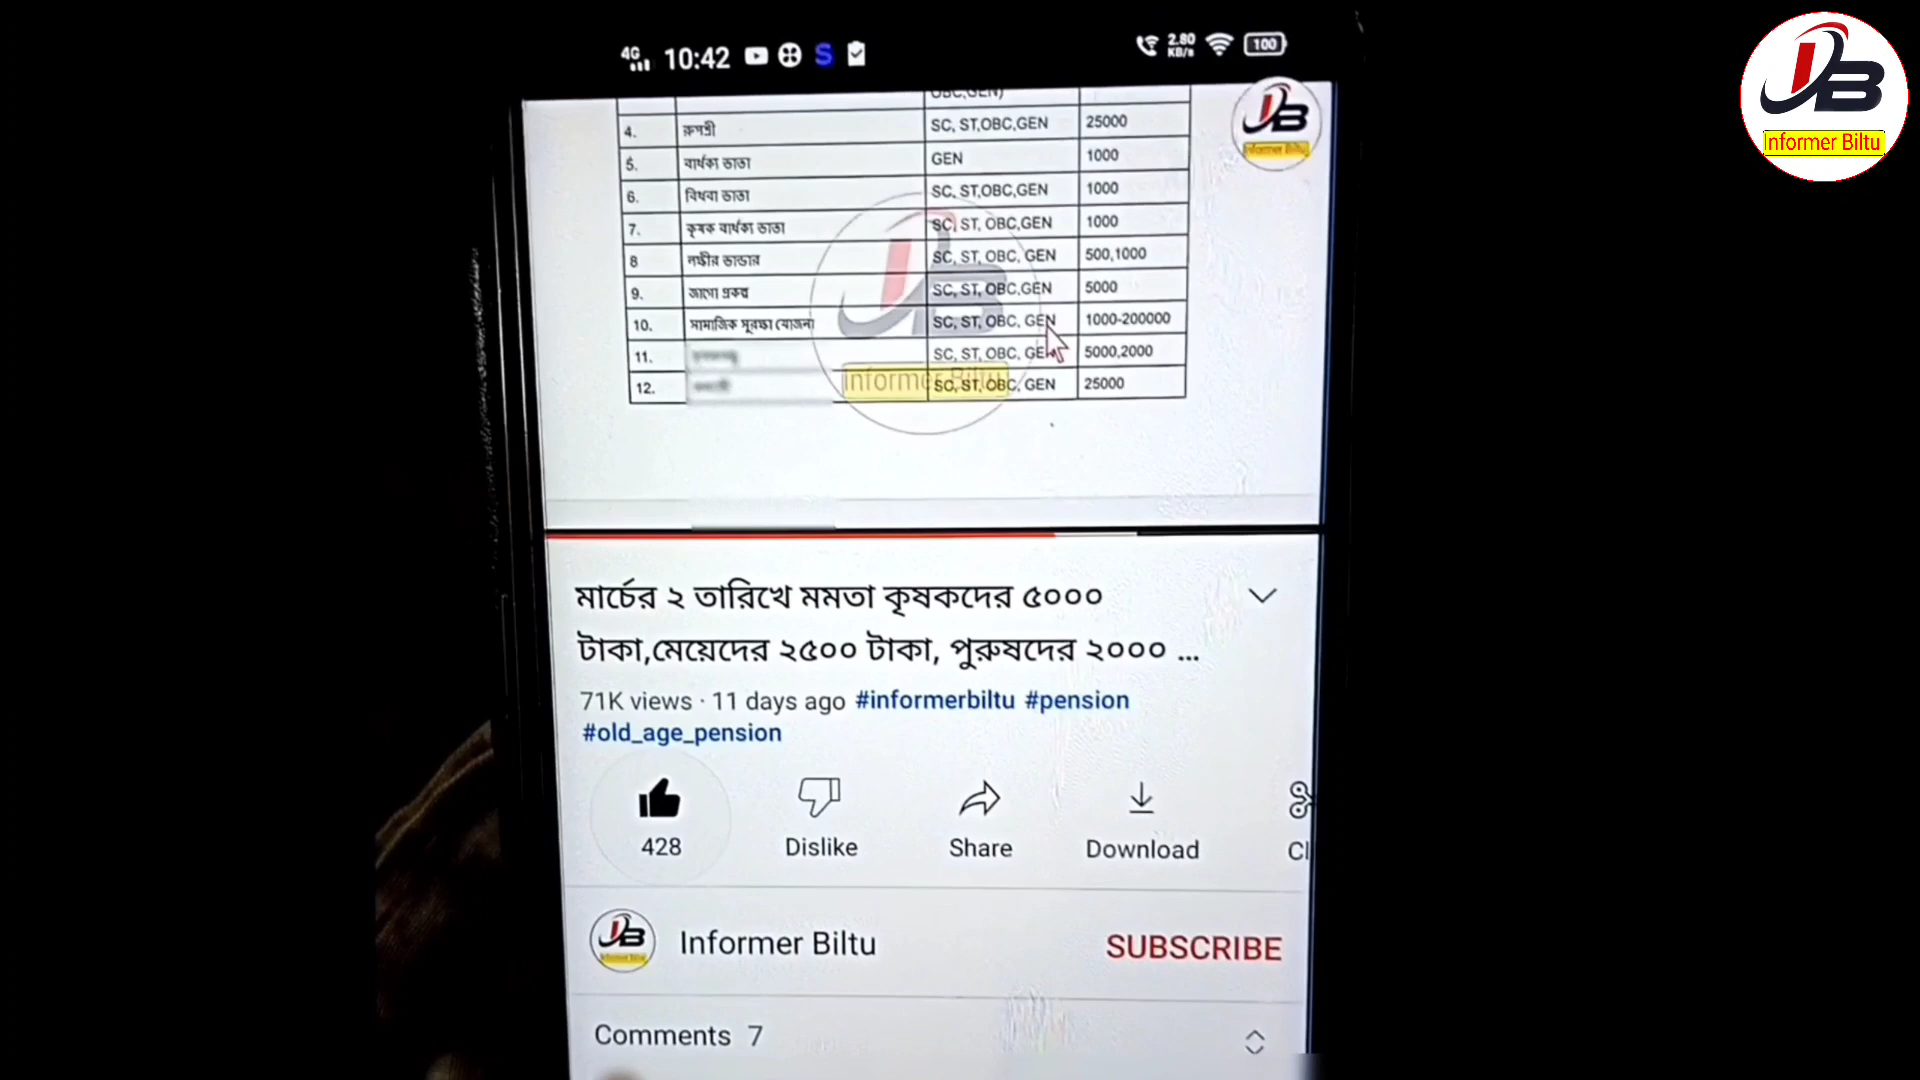 4G 10:42 S 2.80 KB/s 100
JB
Informer Biltu
OBC,GEN)
4. রুপশ্রী SC, ST,OBC,GEN 25000
5. বার্ধক্য ভাতা GEN 1000
6. বিধবা ভাতা SC, ST,OBC,GEN 1000
7. কৃষক বার্ধক্য ভাতা SC, ST, OBC,GEN 1000
8 লক্ষীর ভান্ডার SC, ST, OBC, GEN 500,1000
9. জাগো প্রকল্প SC, ST, OBC,GEN 5000
10. সামাজিক সুরক্ষা যোজনা SC, ST, OBC, GEN 1000-200000
11. SC, ST, OBC, GEN 5000,2000
12. SC, ST, OBC, GEN 25000
Informer Biltu
মার্চের ২ তারিখে মমতা কৃষকদের ৫০০০
টাকা,মেয়েদের ২৫০০ টাকা, পুরুষদের ২০০০ ...
71K views · 11 days ago #informerbiltu #pension
#old_age_pension
428 Dislike Share Download Cl
Informer Biltu SUBSCRIBE
Comments 7